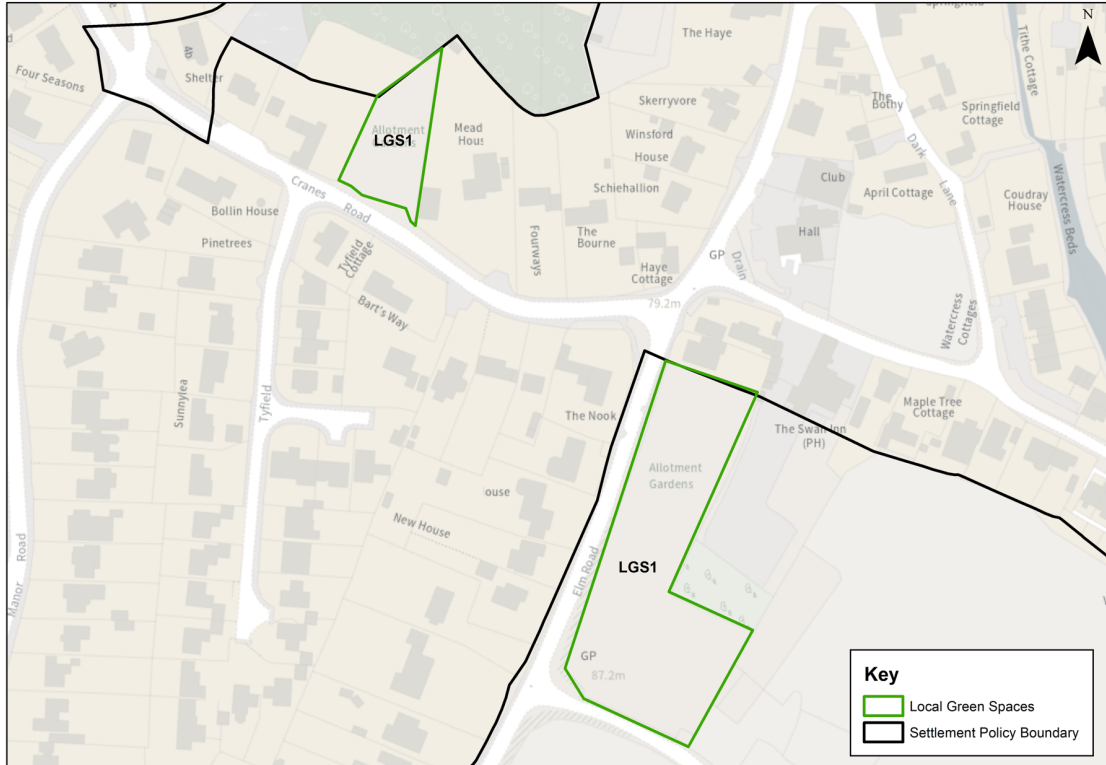 N
Springfield
The Haye
Tithe Cottage
4b
Shelter
Four Seasons
The
Bothy
Springfield
Cottage
Skerryvore
Allotment
LGS1
Mead
Winsford
House
Dark
Lane
Schiehallion
Club
April Cottage
Coudray
House
Watercress Beds
Cranes
Road
Bollin House
Pinetrees
Tyfield
Cottage
Fourways
The
Bourne
Hall
GP
Drain
Haye
Cottage
79.2m
Bart's Way
Watercress
Cottages
Sunnylea
Tyfield
The Nook
Maple Tree
Cottage
The Swan Inn
(PH)
Allotment
Gardens
ouse
New House
Manor
Road
Elm Road
LGS1
GP
87.2m
Key
Local Green Spaces
Settlement Policy Boundary